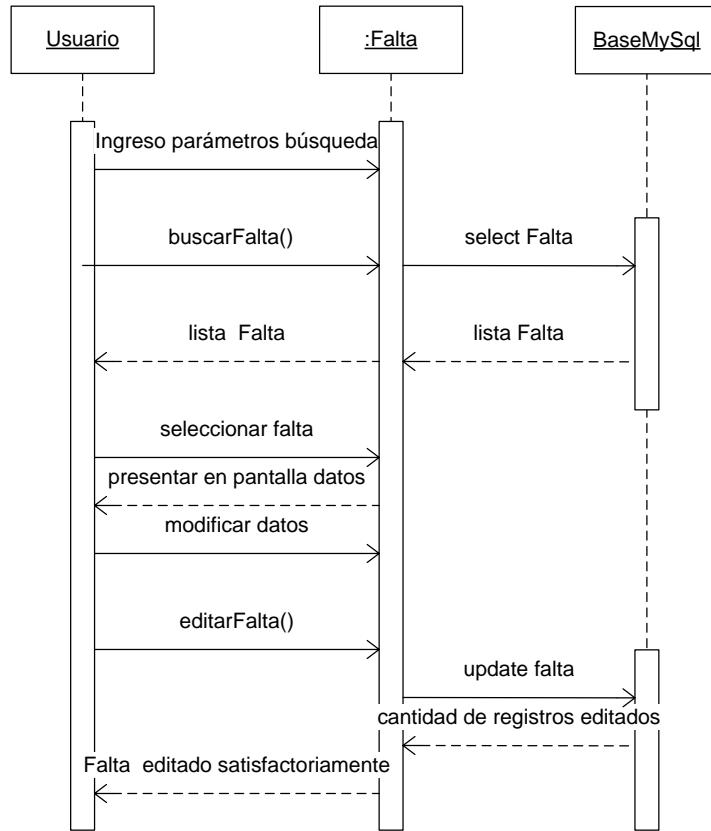 Usuario
:Falta
BaseMySql
Ingreso parámetros búsqueda
buscarFalta()
select Falta
lista  Falta
lista Falta
seleccionar falta
presentar en pantalla datos
modificar datos
editarFalta()
update falta
cantidad de registros editados
Falta  editado satisfactoriamente